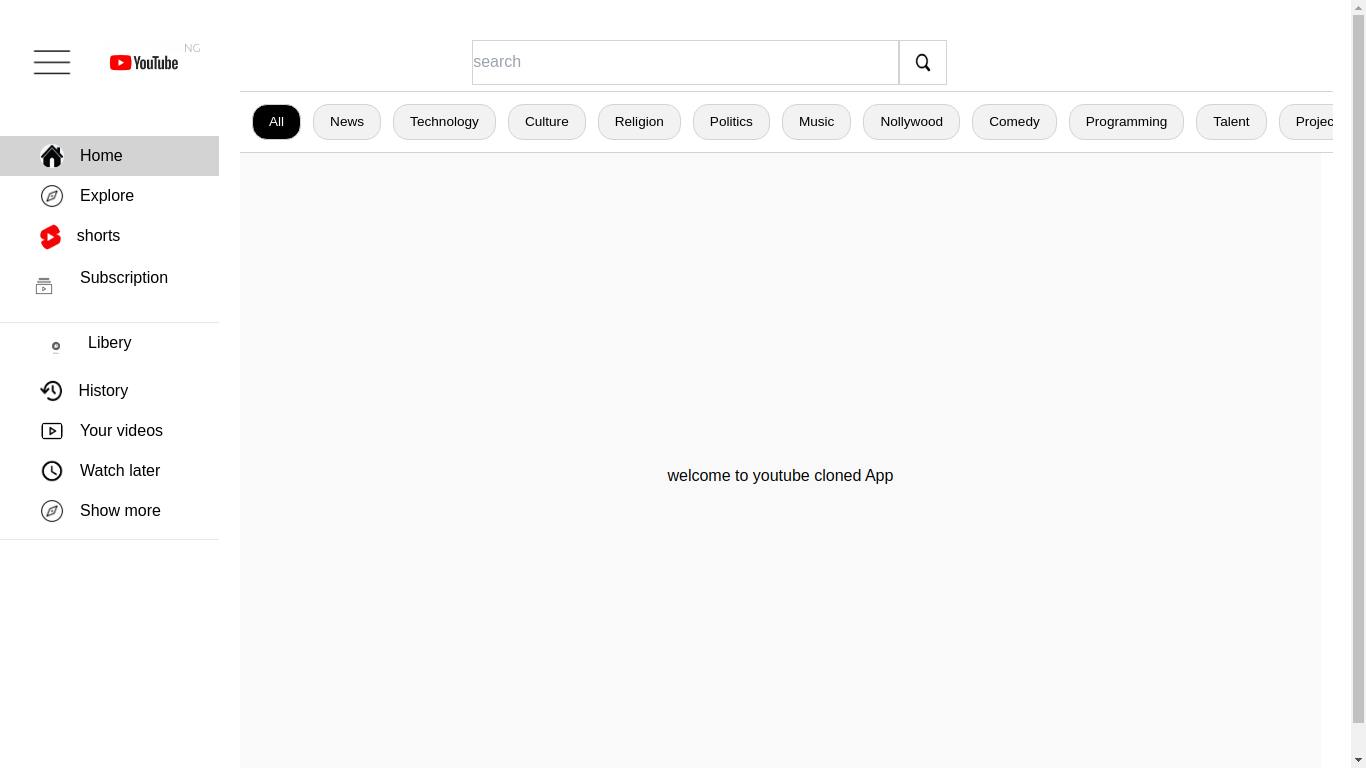 NG
YouTube
search
All News Technology Culture Religion Politics Music Nollywood Comedy Programming Talent Projec
Home
Explore
shorts
Subscription
Libery
History
Your videos
Watch later
Show more
welcome to youtube cloned App